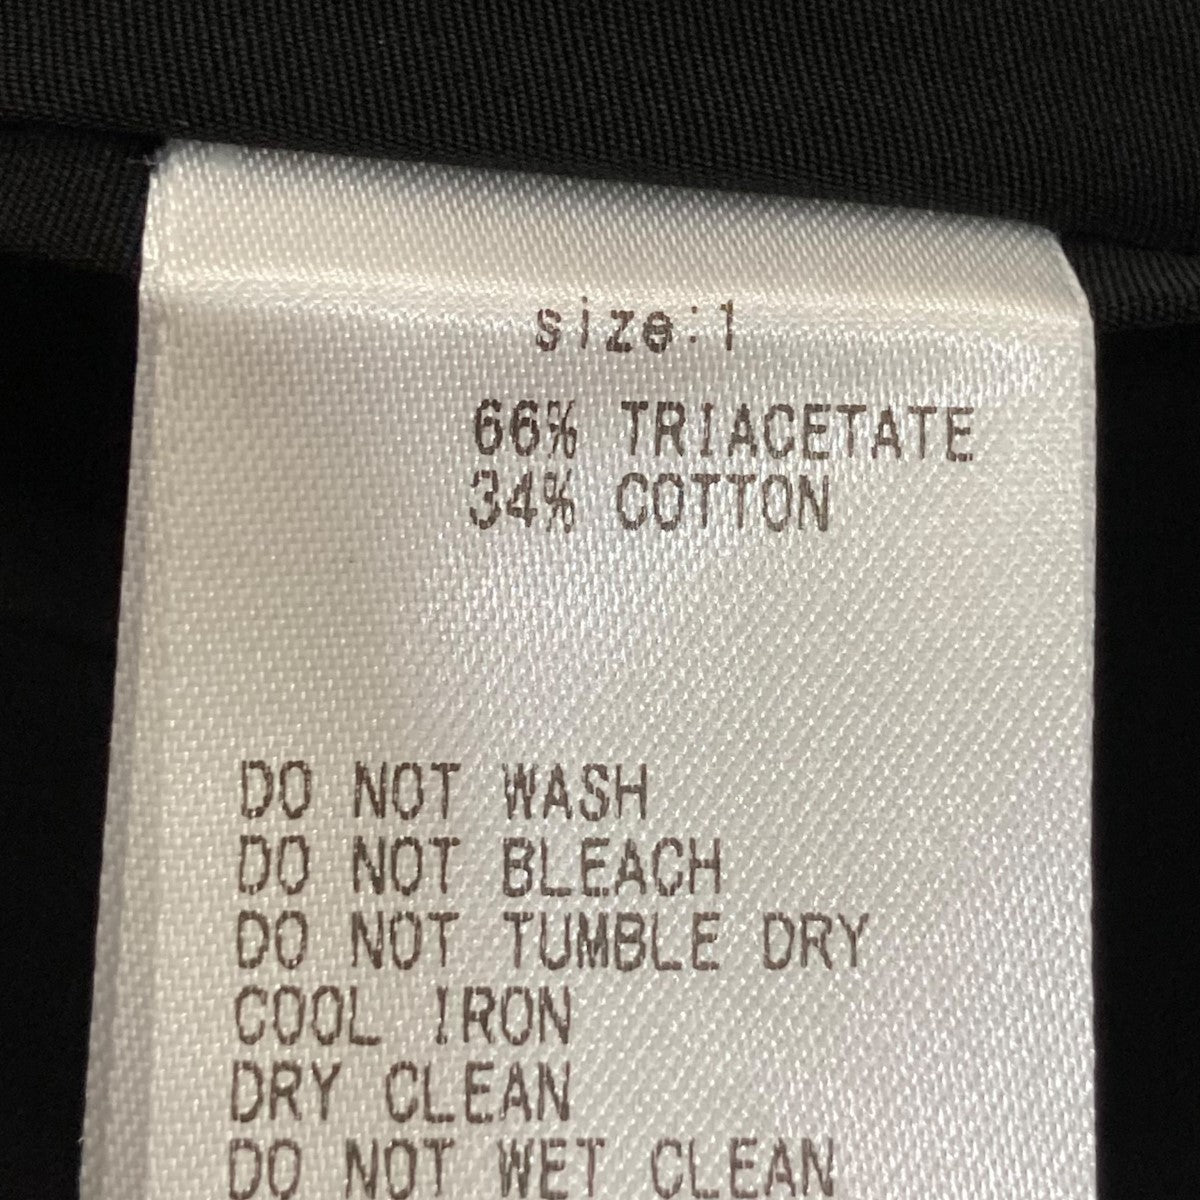 size:1
66% TRIACETATE
34% COTTON
DO NOT WASH
DO NOT BLEACH
DO NOT TUMBLE DRY
COOL IRON
DRY CLEAN
DO NOT WET CLEAN